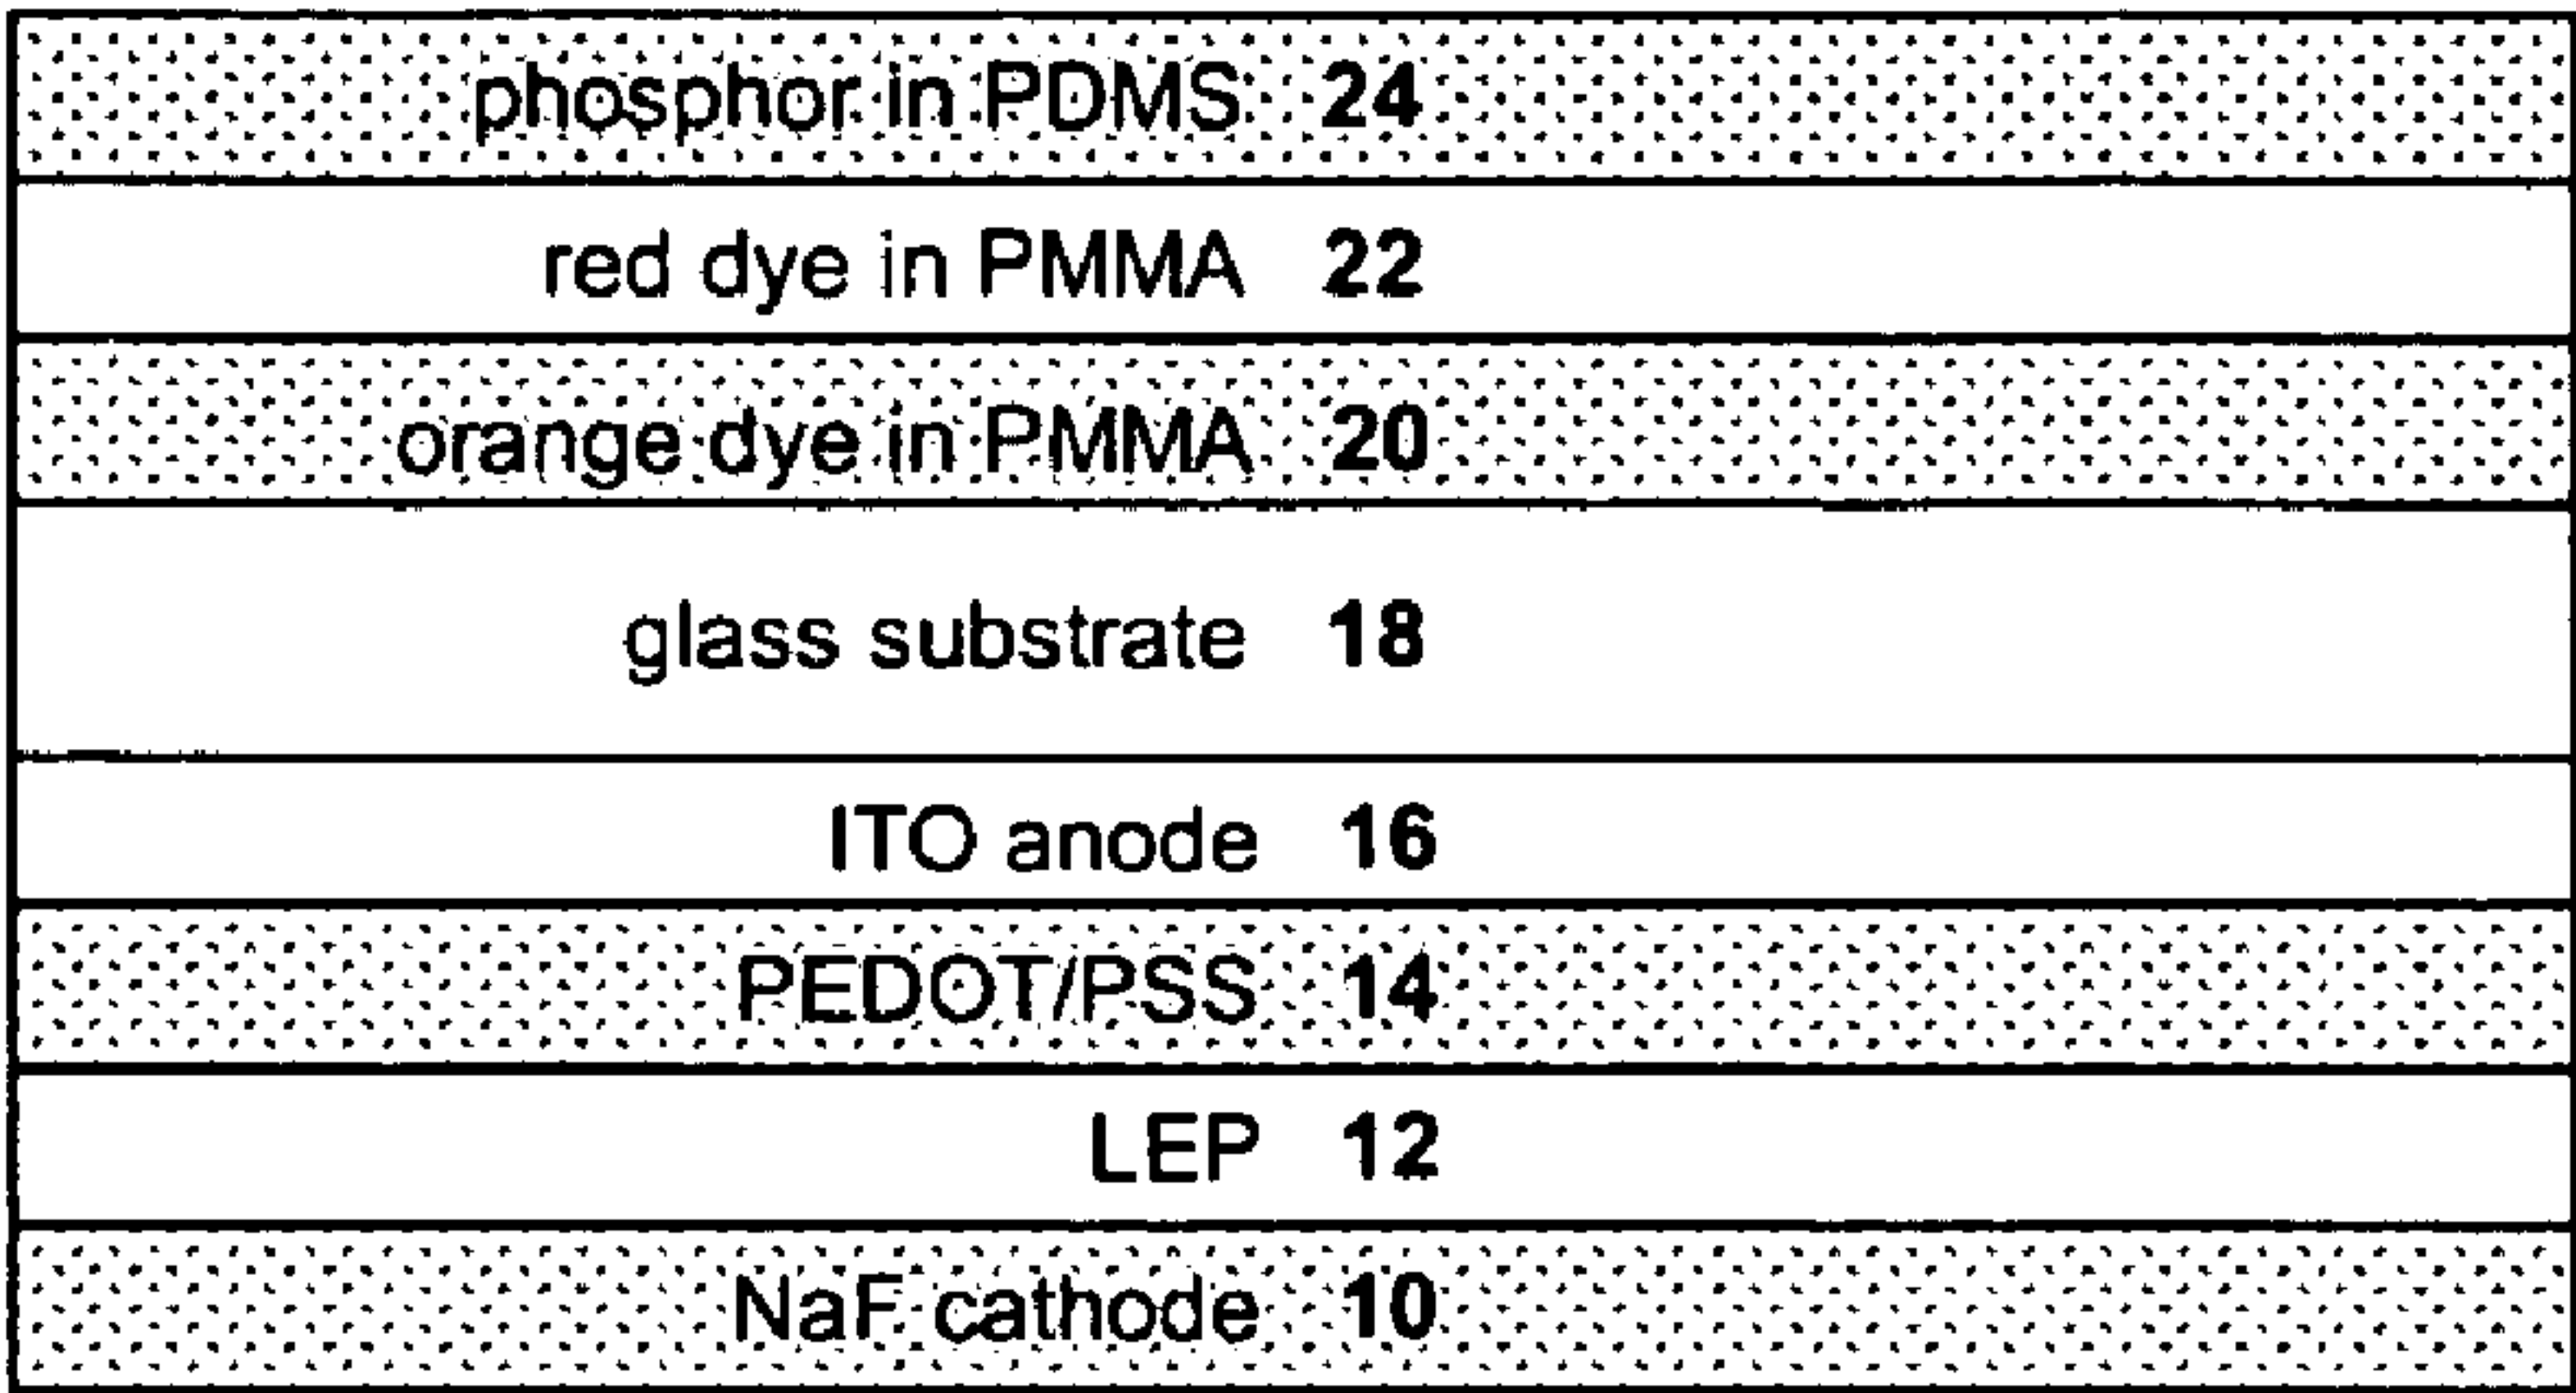 phosphor in PDMS 24
red dye in PMMA 22
orange dye in PMMA 20
glass substrate 18
ITO anode 16
PEDOT/PSS 14
LEP 12
NaF cathode 10